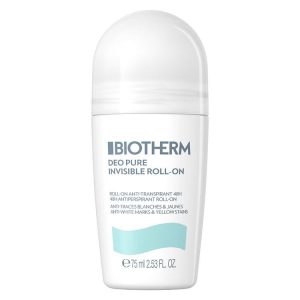 BIOTHERM
DEO PURE
INVISIBLE ROLL-ON
ROLL-ON ANTI-TRANSPIRANT 48H
48H ANTIPERSPIRANT ROLL-ON
ANTI-TRACES BLANCHES & JAUNES
ANTI-WHITE MARKS & YELLOW STAINS
℮ 75 ml 2.53 FL. OZ.